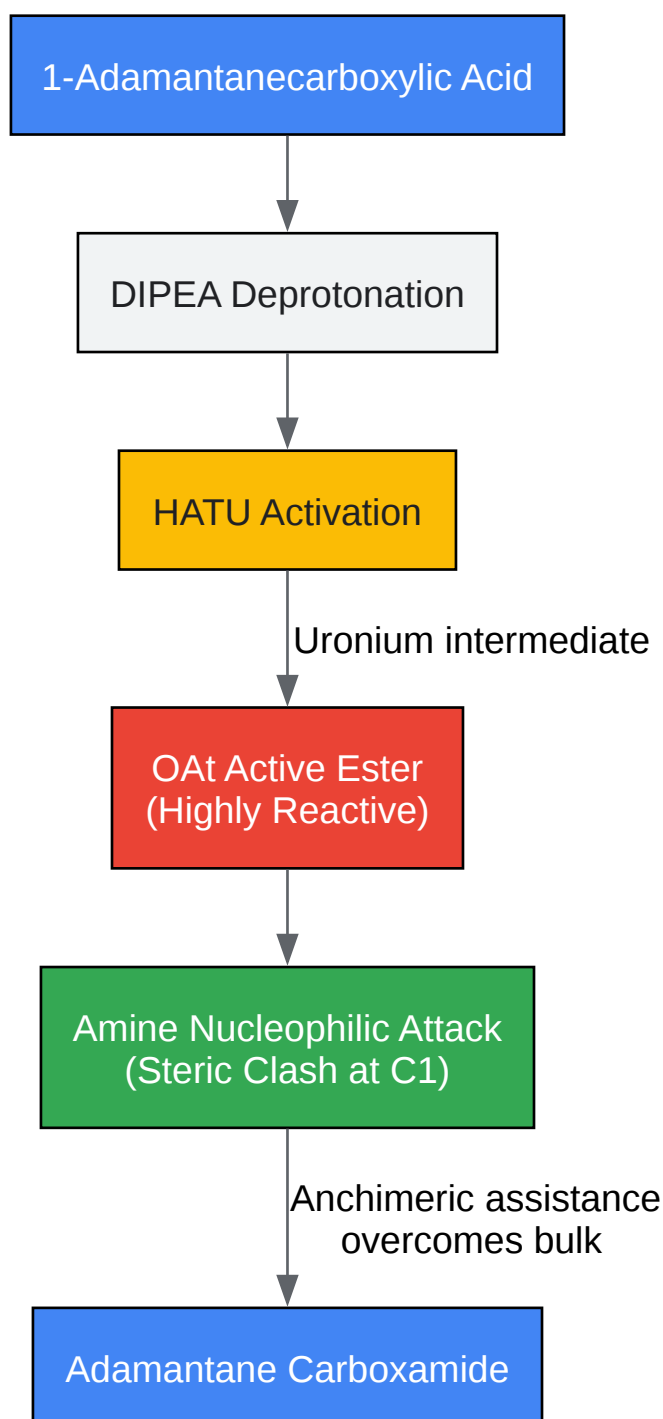 1-Adamantanecarboxylic Acid
DIPEA Deprotonation
HATU Activation
Uronium intermediate
OAt Active Ester
(Highly Reactive)
Amine Nucleophilic Attack
(Steric Clash at C1)
Anchimeric assistance
overcomes bulk
Adamantane Carboxamide